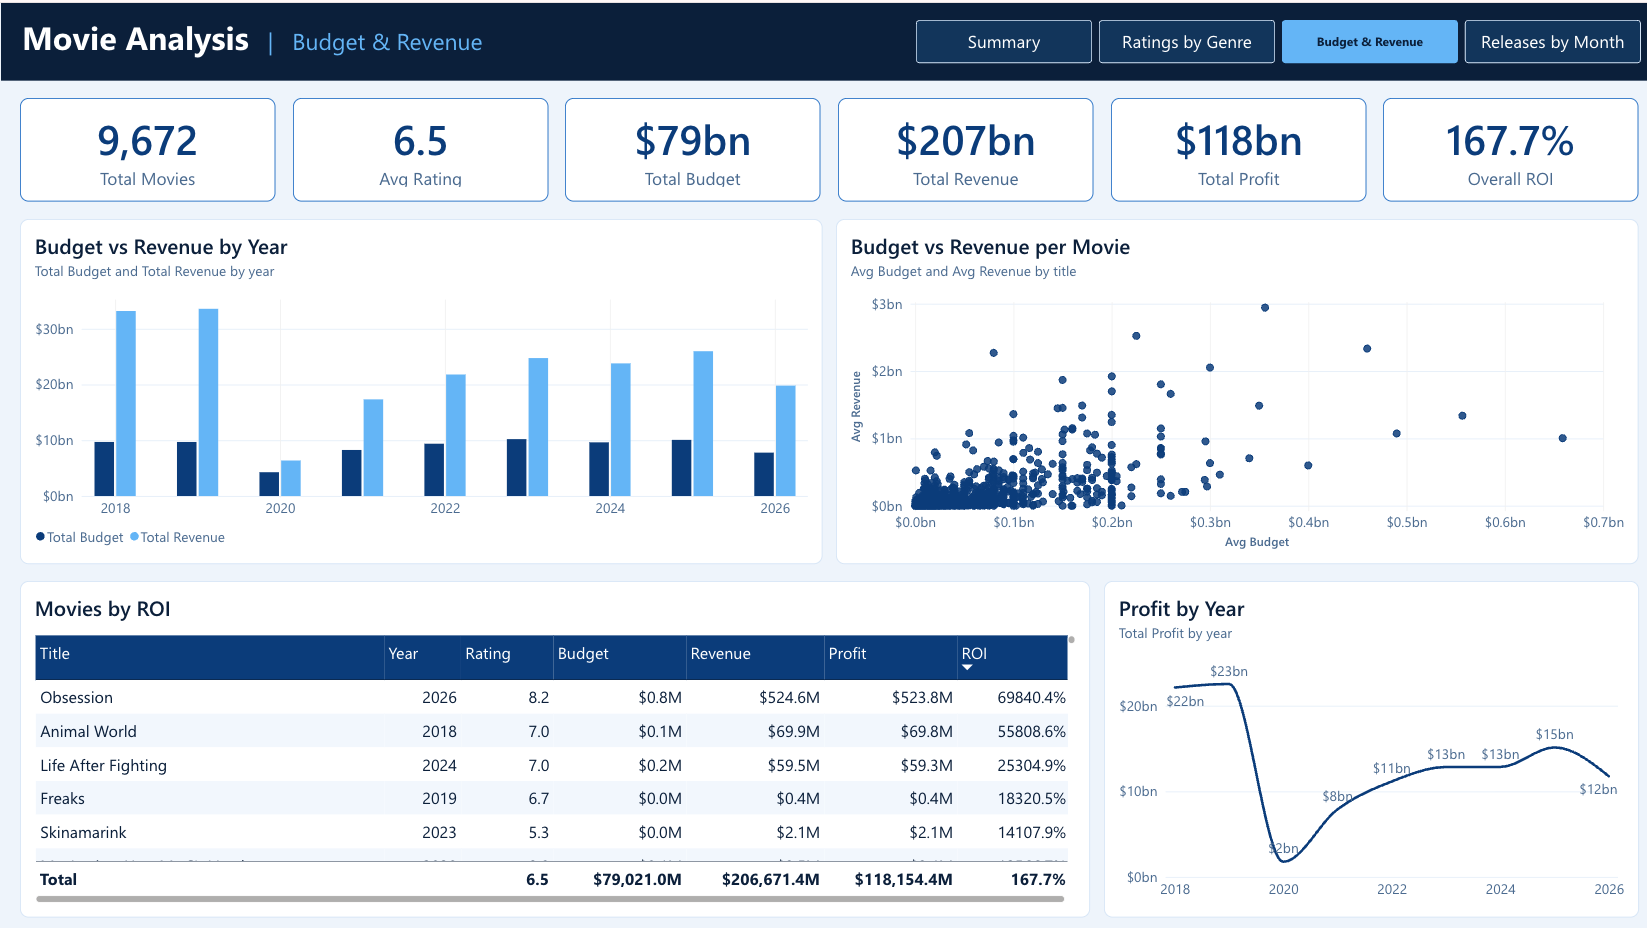 Movie Analysis | Budget & Revenue
Summary
Ratings by Genre
Budget & Revenue
Releases by Month
9,672
Total Movies
6.5
Avg Rating
$79bn
Total Budget
$207bn
Total Revenue
$118bn
Total Profit
167.7%
Overall ROI
Budget vs Revenue by Year
Total Budget and Total Revenue by year
$30bn
$20bn
$10bn
$0bn
2018 2020 2022 2024 2026
Total Budget Total Revenue
Budget vs Revenue per Movie
Avg Budget and Avg Revenue by title
Avg Revenue
$3bn
$2bn
$1bn
$0bn
$0.0bn $0.1bn $0.2bn $0.3bn $0.4bn $0.5bn $0.6bn $0.7bn
Avg Budget
Movies by ROI
Title Year Rating Budget Revenue Profit ROI
Obsession 2026 8.2 $0.8M $524.6M $523.8M 69840.4%
Animal World 2018 7.0 $0.1M $69.9M $69.8M 55808.6%
Life After Fighting 2024 7.0 $0.2M $59.5M $59.3M 25304.9%
Freaks 2019 6.7 $0.0M $0.4M $0.4M 18320.5%
Skinamarink 2023 5.3 $0.0M $2.1M $2.1M 14107.9%
Total 6.5 $79,021.0M $206,671.4M $118,154.4M 167.7%
Profit by Year
Total Profit by year
$20bn
$10bn
$0bn
$22bn
$23bn
$2bn
$8bn
$11bn
$13bn
$13bn
$15bn
$12bn
2018 2020 2022 2024 2026